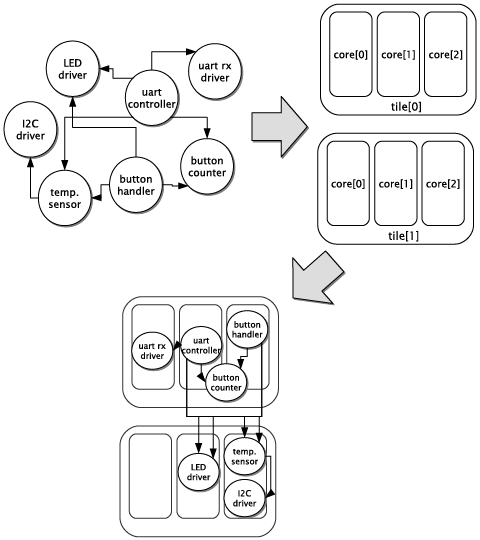 LED
driver
uart rx
driver
uart
controller
I2C
driver
button
counter
temp.
sensor
button
handler
core[0]
core[1]
core[2]
tile[0]
core[0]
core[1]
core[2]
tile[1]
uart rx
driver
uart
controller
button
handler
button
counter
LED
driver
temp.
sensor
I2C
driver